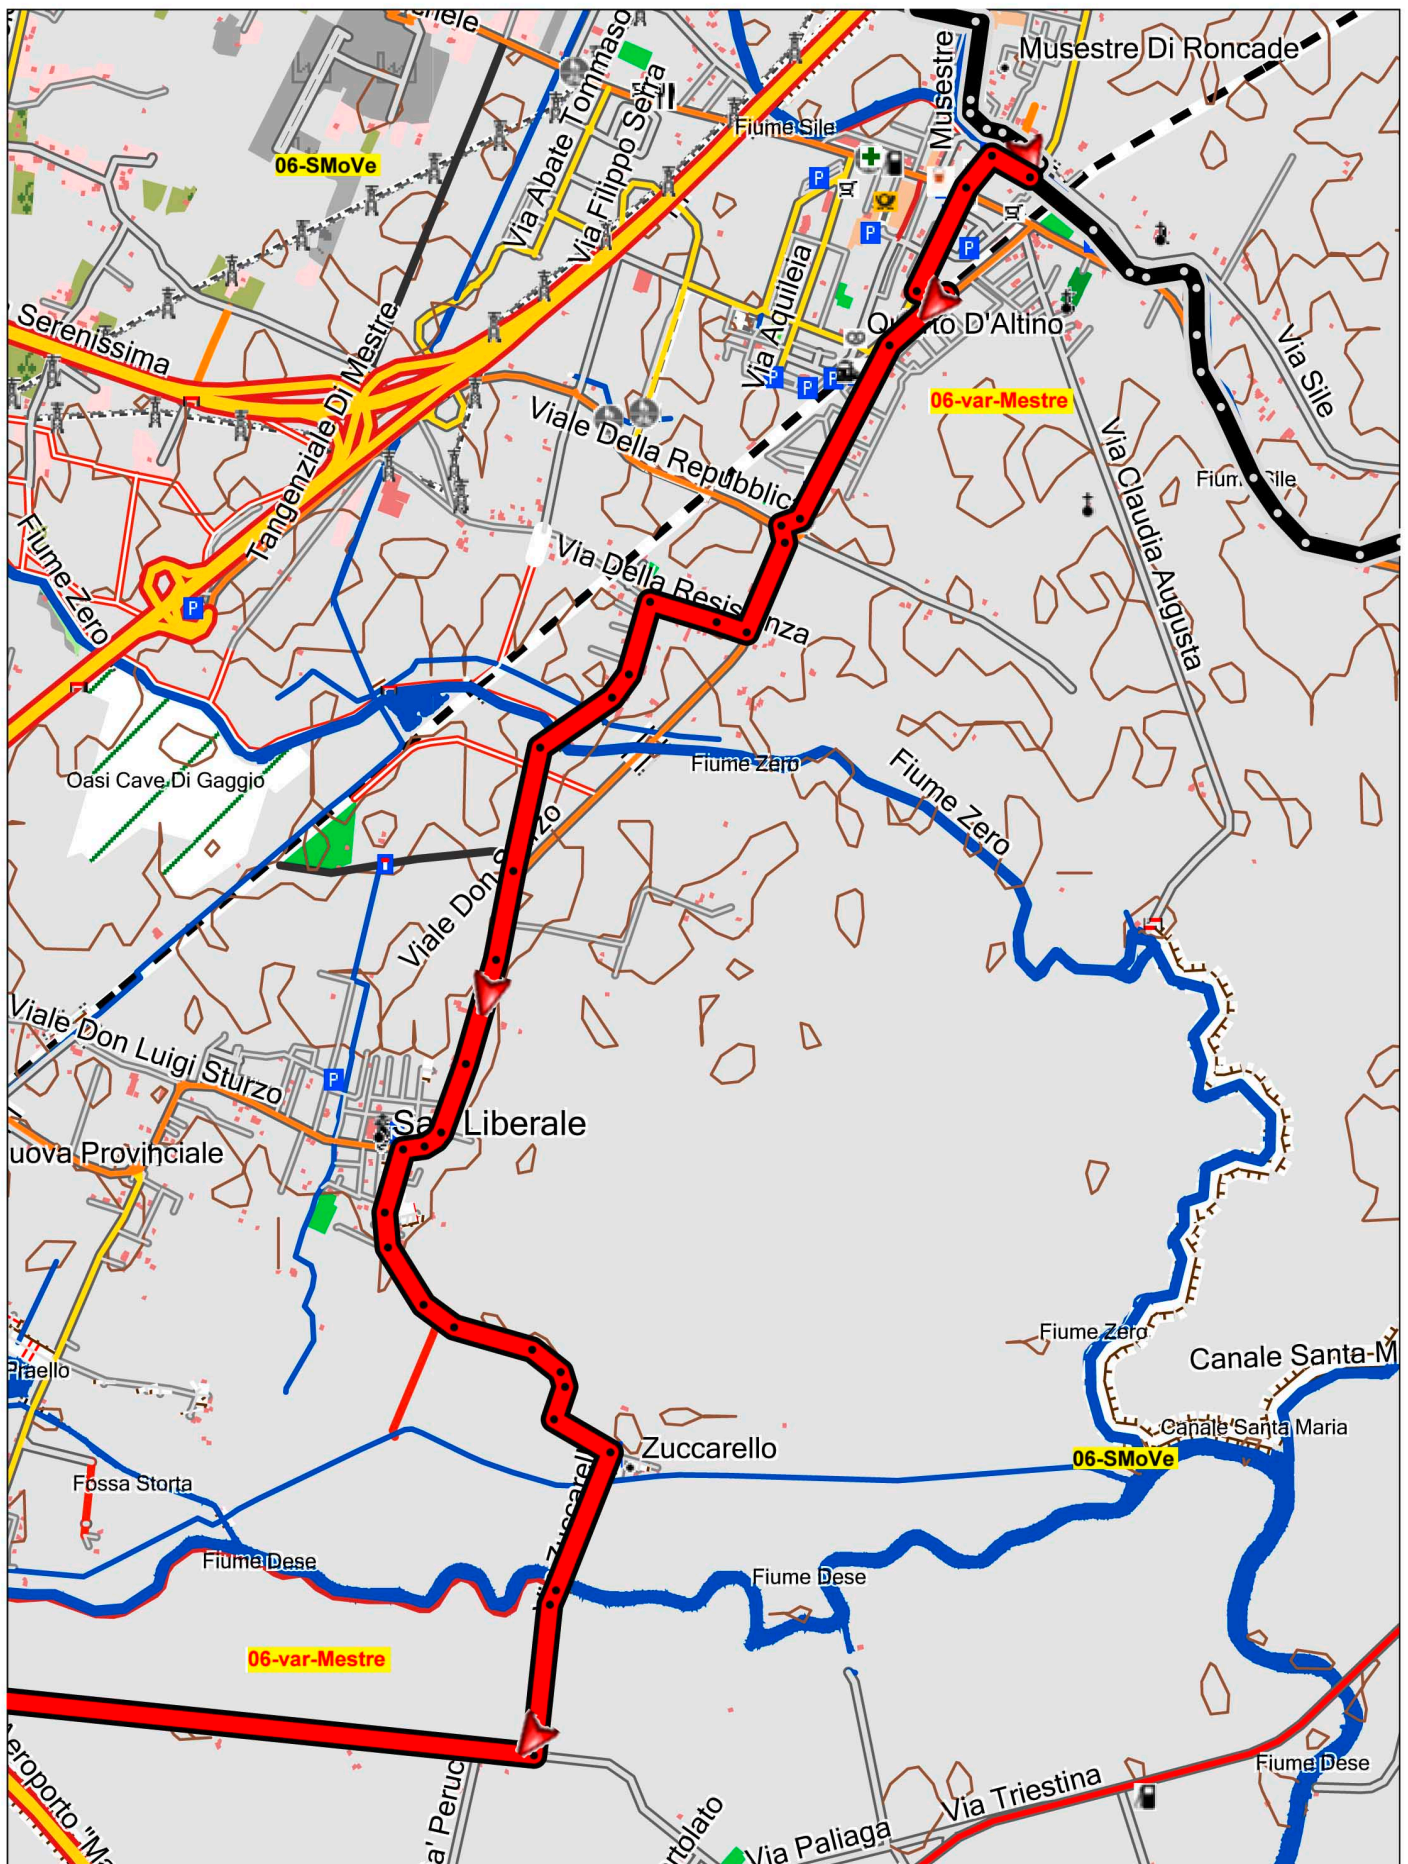 Musestre Di Roncade
Musestre
Via Abate Tommaso
Via Filippo Serra
Fiume Sile
06-SMoVe
Via Aquileia
Serenissima
Tangenziale Di Mestre
D'Altino
Via Sile
06-var-Mestre
Viale Della Repubblica
Via Claudia Augusta
Fiume Zero
Via Della
Oasi Cave Di Gaggio
Fiume Zero
Fiume Zero
Viale Don
Viale Don Luigi Sturzo
Liberale
uova Provinciale
Fiume Zero
Canale Santa M
Praello
Canale Santa Maria
Zuccarello
06-SMoVe
Fossa Storta
Fiume Dese
Fiume Dese
06-var-Mestre
Fiume Dese
Via Triestina
Via Paliaga